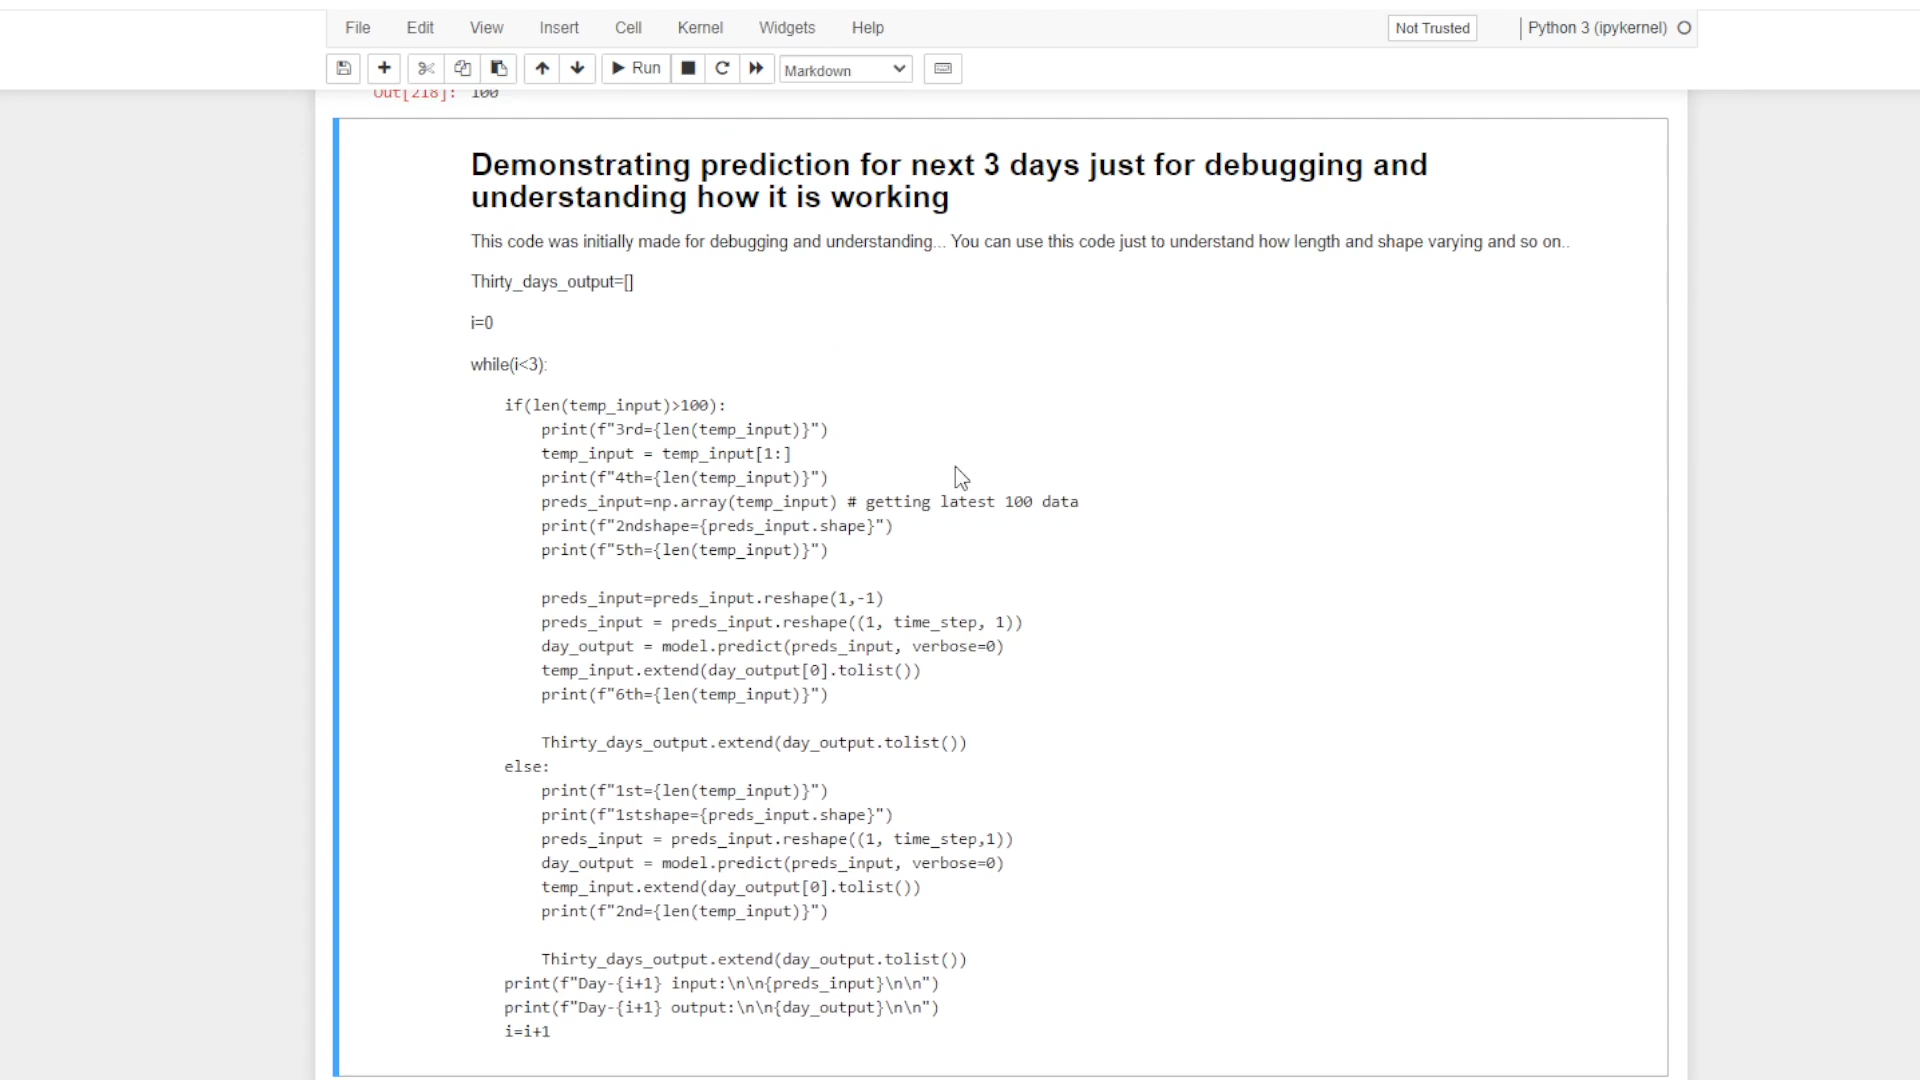 File Edit View Insert Cell Kernel Widgets Help Not Trusted Python 3 (ipykernel)
Run Markdown
Out[218]: 100
Demonstrating prediction for next 3 days just for debugging and
understanding how it is working
This code was initially made for debugging and understanding... You can use this code just to understand how length and shape varying and so on..
Thirty_days_output=[]
i=0
while(i<3):
if(len(temp_input)>100):
print(f"3rd={len(temp_input)}")
temp_input = temp_input[1:]
print(f"4th={len(temp_input)}")
preds_input=np.array(temp_input) # getting latest 100 data
print(f"2ndshape={preds_input.shape}")
print(f"5th={len(temp_input)}")
preds_input=preds_input.reshape(1,-1)
preds_input = preds_input.reshape((1, time_step, 1))
day_output = model.predict(preds_input, verbose=0)
temp_input.extend(day_output[0].tolist())
print(f"6th={len(temp_input)}")
Thirty_days_output.extend(day_output.tolist())
else:
print(f"1st={len(temp_input)}")
print(f"1stshape={preds_input.shape}")
preds_input = preds_input.reshape((1, time_step,1))
day_output = model.predict(preds_input, verbose=0)
temp_input.extend(day_output[0].tolist())
print(f"2nd={len(temp_input)}")
Thirty_days_output.extend(day_output.tolist())
print(f"Day-{i+1} input:\n\n{preds_input}\n\n")
print(f"Day-{i+1} output:\n\n{day_output}\n\n")
i=i+1